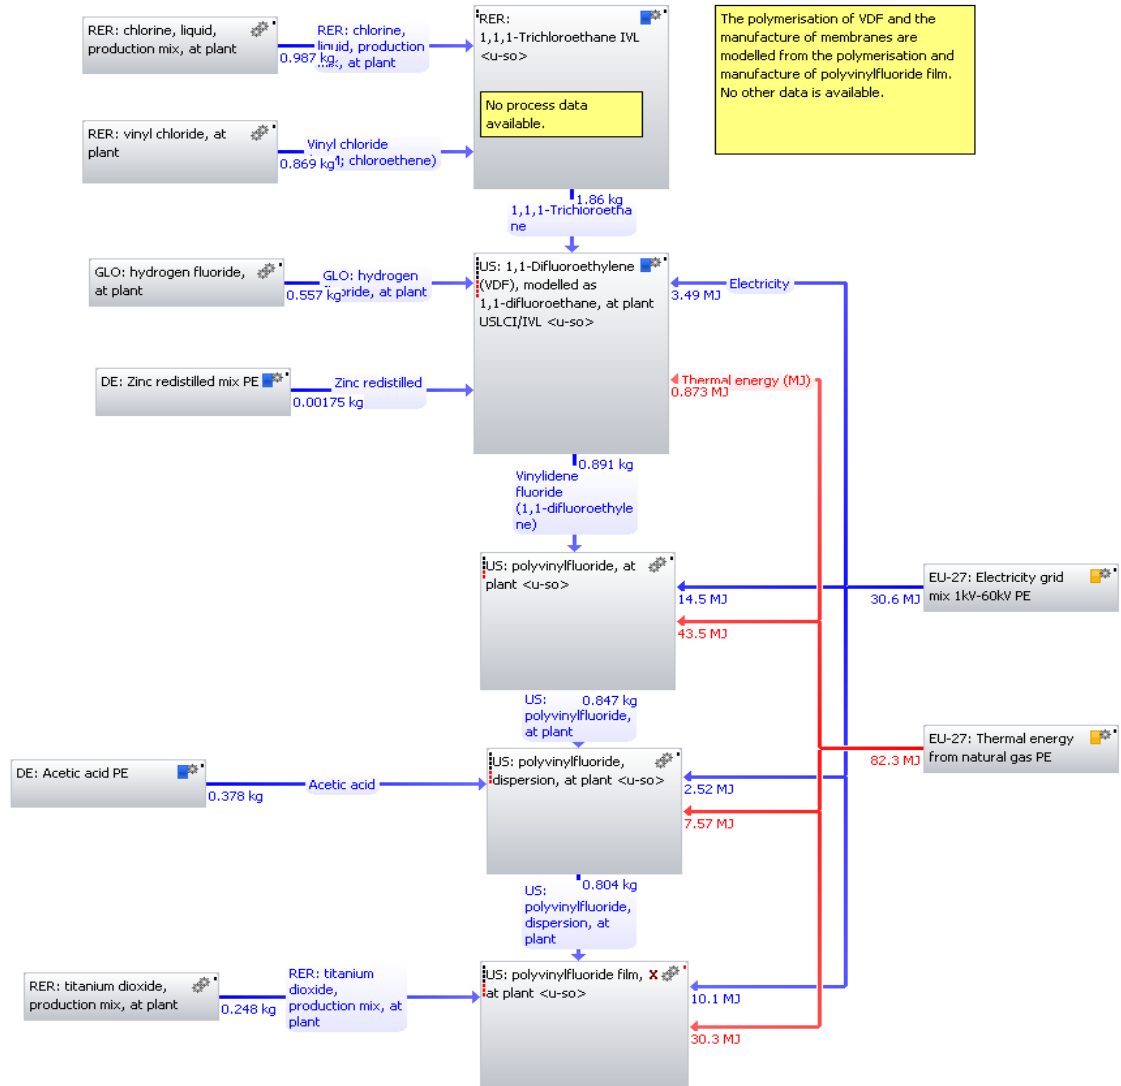 RER: chlorine, liquid,
production mix, at plant
0.987 kg
RER: chlorine,
liquid, production
mix, at plant
RER:
1,1,1-Trichloroethane IVL
<u-so>
No process data
available.
The polymerisation of VDF and the
manufacture of membranes are
modelled from the polymerisation and
manufacture of polyvinylfluoride film.
No other data is available.
RER: vinyl chloride, at
plant
0.869 kg
Vinyl chloride
; chloroethene)
1.86 kg
1,1,1-Trichloroetha
ne
GLO: hydrogen fluoride,
at plant
0.557 kg
GLO: hydrogen
fluoride, at plant
US: 1,1-Difluoroethylene
(VDF), modelled as
1,1-difluoroethane, at plant
USLCI/IVL <u-so>
Electricity
3.49 MJ
DE: Zinc redistilled mix PE
0.00175 kg
Zinc redistilled
Thermal energy (MJ)
0.873 MJ
0.891 kg
Vinylidene
fluoride
(1,1-difluoroethyle
ne)
US: polyvinylfluoride, at
plant <u-so>
14.5 MJ
43.5 MJ
30.6 MJ
EU-27: Electricity grid
mix 1kV-60kV PE
0.847 kg
US:
polyvinylfluoride,
at plant
82.3 MJ
EU-27: Thermal energy
from natural gas PE
DE: Acetic acid PE
0.378 kg
Acetic acid
US: polyvinylfluoride,
dispersion, at plant <u-so>
2.52 MJ
7.57 MJ
0.804 kg
US:
polyvinylfluoride,
dispersion, at
plant
RER: titanium dioxide,
production mix, at plant
0.248 kg
RER: titanium
dioxide,
production mix, at
plant
US: polyvinylfluoride film,
at plant <u-so>
10.1 MJ
30.3 MJ